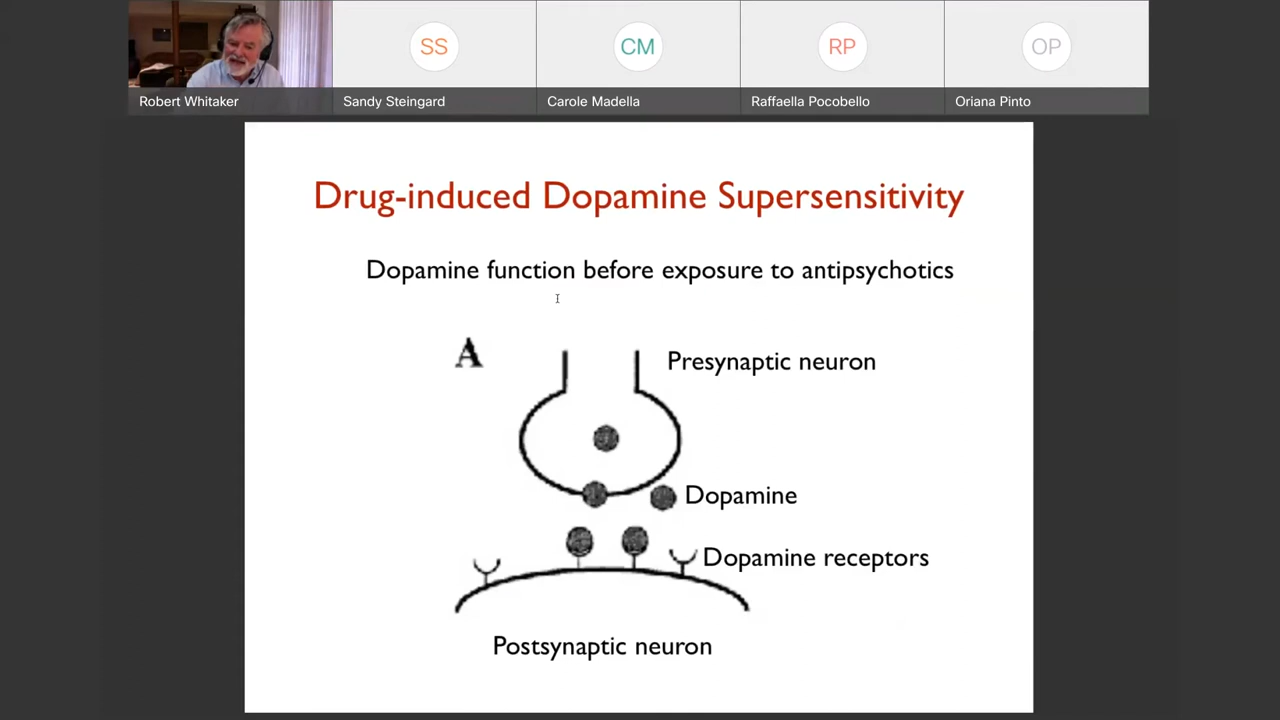 SS
CM
RP
OP
Robert Whitaker
Sandy Steingard
Carole Madella
Raffaella Pocobello
Oriana Pinto
Drug-induced Dopamine Supersensitivity
Dopamine function before exposure to antipsychotics
A
Presynaptic neuron
Dopamine
Dopamine receptors
Postsynaptic neuron